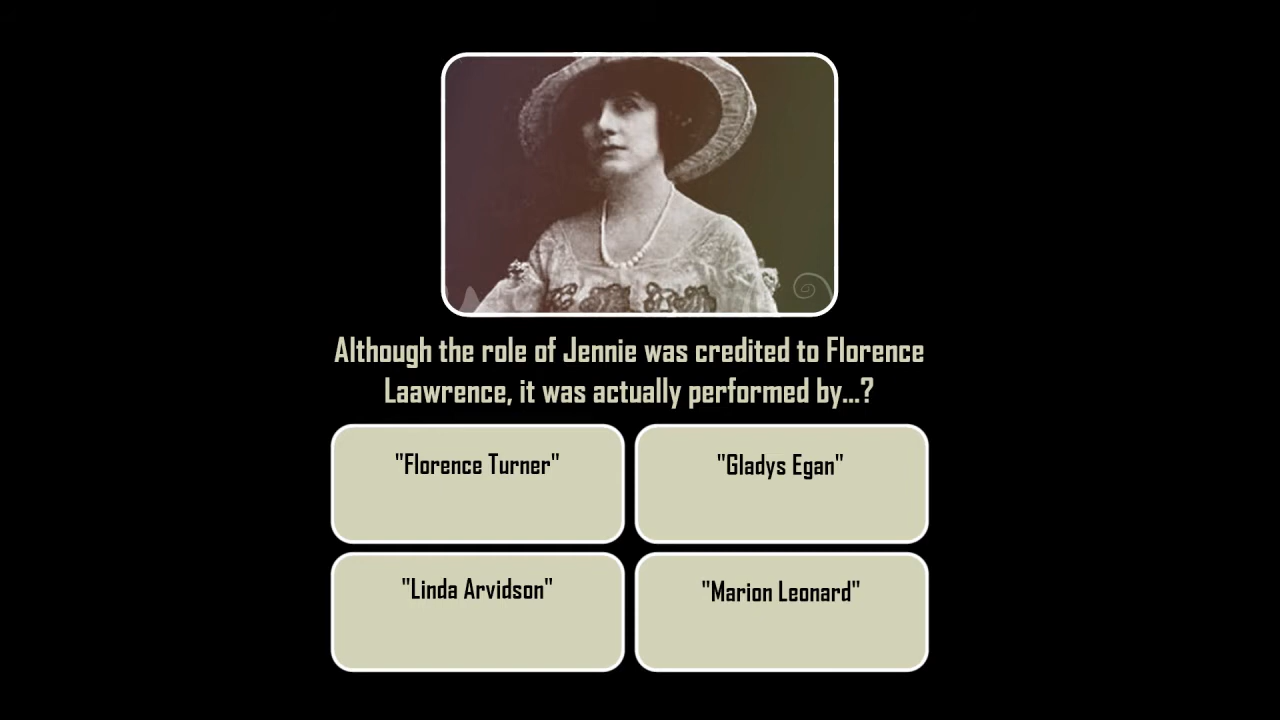 Although the role of Jennie was credited to Florence
Laawrence, it was actually performed by...?
"Florence Turner"
"Gladys Egan"
"Linda Arvidson"
"Marion Leonard"